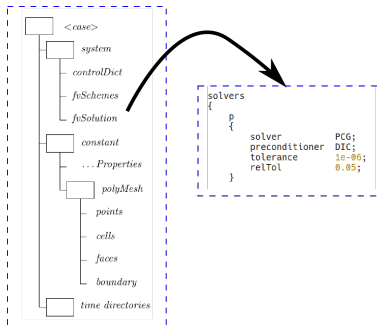 <case>
system
controlDict
fvSchemes
fvSolution
constant
...Properties
polyMesh
points
cells
faces
boundary
time directories
solvers
{
p
{
solver PCG;
preconditioner DIC;
tolerance 1e-06;
relTol 0.05;
}